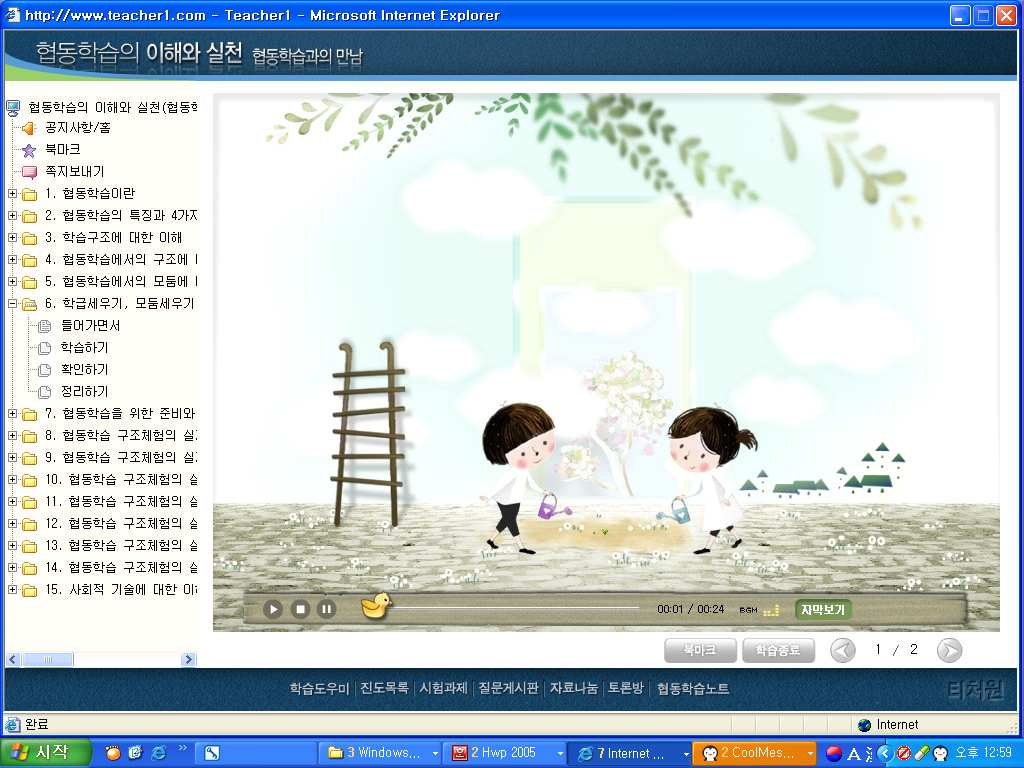 http://www.teacher1.com - Teacher1 - Microsoft Internet Explorer
협동학습의 이해와 실천 협동학습과의 만남
협동학습의 이해와 실천(협동학
공지사항/홈
북마크
쪽지보내기
1. 협동학습이란
2. 협동학습의 특징과 4가지
3. 학습구조에 대한 이해
4. 협동학습에서의 구조에 대
5. 협동학습에서의 모둠에 대
6. 학급세우기, 모둠세우기
들어가면서
학습하기
확인하기
정리하기
7. 협동학습을 위한 준비와
8. 협동학습 구조체험의 실
9. 협동학습 구조체험의 실
10. 협동학습 구조체험의 실
11. 협동학습 구조체험의 실
12. 협동학습 구조체험의 실
13. 협동학습 구조체험의 실
14. 협동학습 구조체험의 실
15. 사회적 기술에 대한 이해
00:01 / 00:24 BGM 자막보기
북마크 학습종료 1 / 2
학습도우미 진도목록 시험과제 질문게시판 자료나눔 토론방 협동학습노트 티처원
완료 Internet
시작 3 Windows... 2 Hwp 2005 7 Internet ... 2 CoolMes... A 오후 12:59